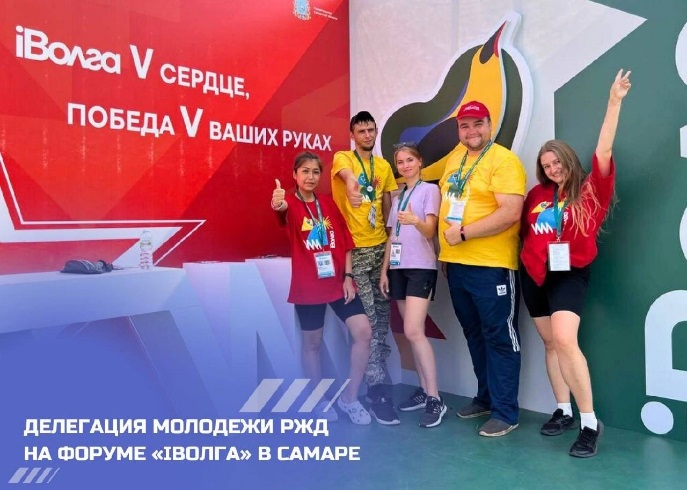 iВолга V СЕРДЦЕ,
ПОБЕДА V ВАШИХ РУКАХ
ДЕЛЕГАЦИЯ МОЛОДЕЖИ РЖД
НА ФОРУМЕ «IВОЛГА» В САМАРЕ